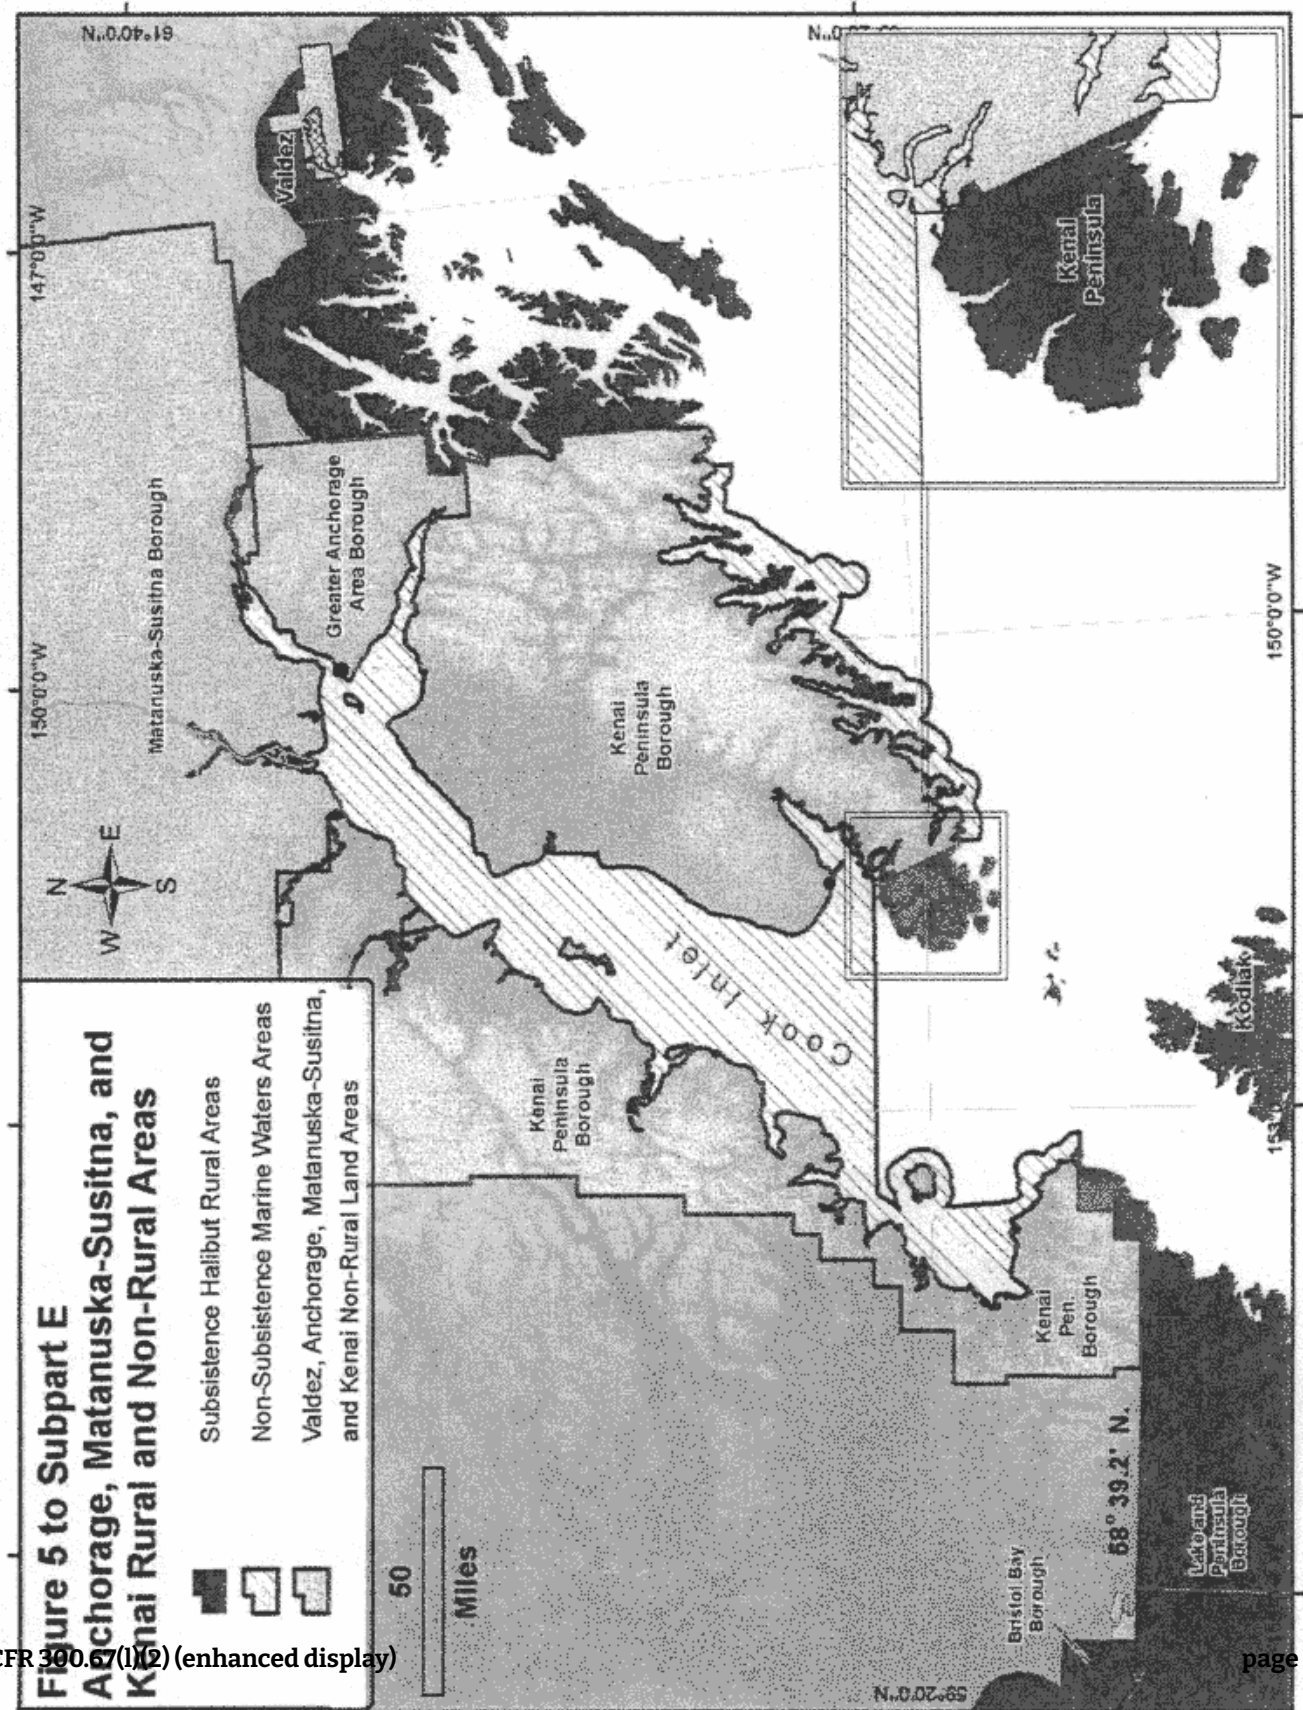 Figure 5 to Subpart E
Anchorage, Matanuska-Susitna, and
Kenai Rural and Non-Rural Areas
Subsistence Halibut Rural Areas
Non-Subsistence Marine Waters Areas
Valdez, Anchorage, Matanuska-Susitna,
and Kenai Non-Rural Land Areas
50
Miles
N
W
E
S
150°0'0"W
147°0'0"W
61°40'0"N
Matanuska-Susitna Borough
Valdez
Greater Anchorage
Area Borough
Kenai
Peninsula
Borough
Kenai
Peninsula
Borough
Cook Inlet
Kenai
Pen.
Borough
Kenai
Peninsula
Kodiak
Bristol Bay
Borough
58° 39.2' N.
Lake and
Peninsula
Borough
59°20'0"N
150°0'0"W
CFR 300.67(l)(2) (enhanced display)
page